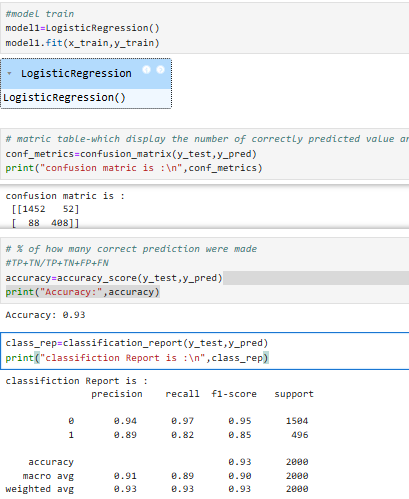 #model train
model1=LogisticRegression()
model1.fit(x_train,y_train)
LogisticRegression
LogisticRegression()
# matric table-which display the number of correctly predicted value
conf_metrics=confusion_matrix(y_test,y_pred)
print("confusion matric is :\n",conf_metrics)
confusion matric is :
[[1452 52]
[ 88 408]]
# % of how many correct prediction were made
#TP+TN/TP+TN+FP+FN
accuracy=accuracy_score(y_test,y_pred)
print("Accuracy:",accuracy)
Accuracy: 0.93
class_rep=classification_report(y_test,y_pred)
print("classifiction Report is :\n",class_rep)
classifiction Report is :
precision recall f1-score support
0 0.94 0.97 0.95 1504
1 0.89 0.82 0.85 496
accuracy 0.93 2000
macro avg 0.91 0.89 0.90 2000
weighted avg 0.93 0.93 0.93 2000